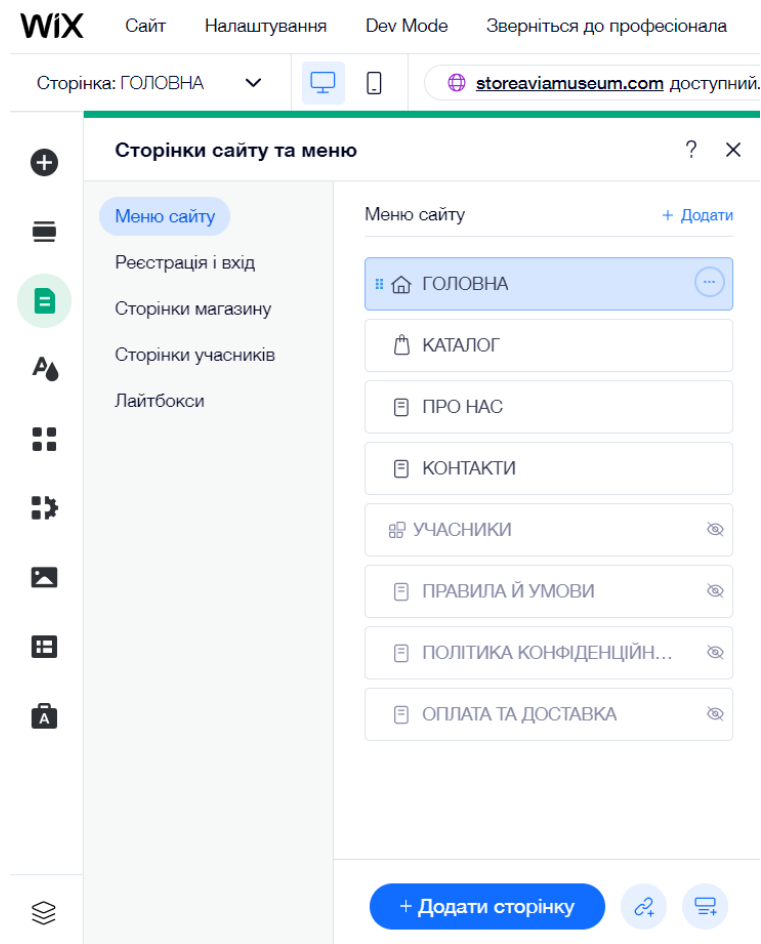 WiX Сайт Налаштування Dev Mode Зверніться до професіонала
Сторінка: ГОЛОВНА storeaviamuseum.com доступний.
Сторінки сайту та меню ?
Меню сайту
Реєстрація і вхід
Сторінки магазину
Сторінки учасників
Лайтбокси
Меню сайту + Додати
ГОЛОВНА
КАТАЛОГ
ПРО НАС
КОНТАКТИ
УЧАСНИКИ
ПРАВИЛА Й УМОВИ
ПОЛІТИКА КОНФІДЕНЦІЙН...
ОПЛАТА ТА ДОСТАВКА
+ Додати сторінку